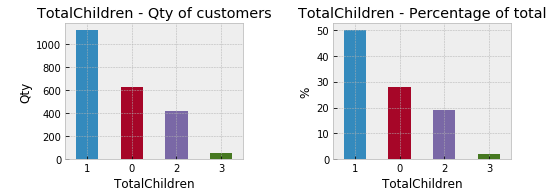 TotalChildren - Qty of customers
Qty
1000
800
600
400
200
0
1 0 2 3
TotalChildren
TotalChildren - Percentage of total
%
50
40
30
20
10
0
1 0 2 3
TotalChildren